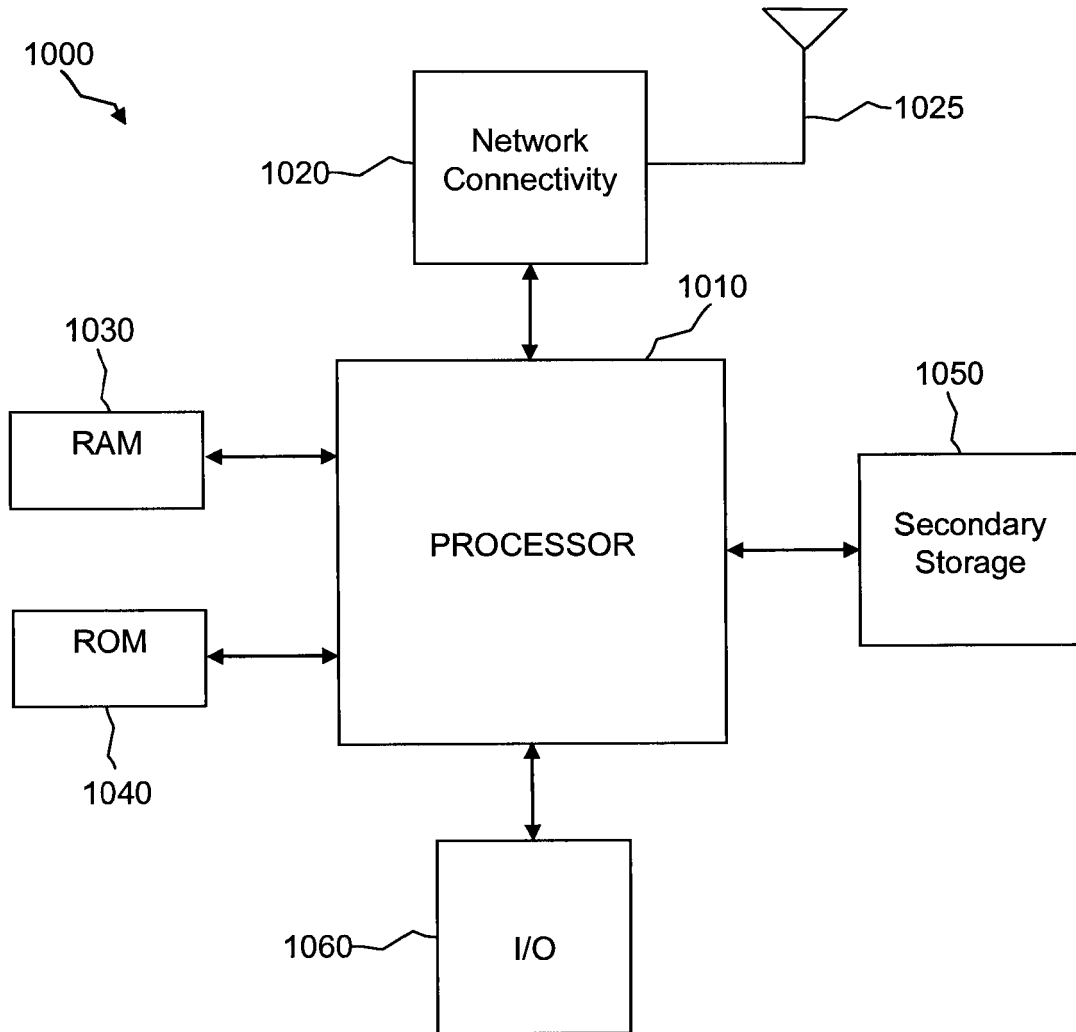 1000
Network
Connectivity
1020
1025
1010
1030
RAM
PROCESSOR
1050
Secondary
Storage
ROM
1040
1060
I/O